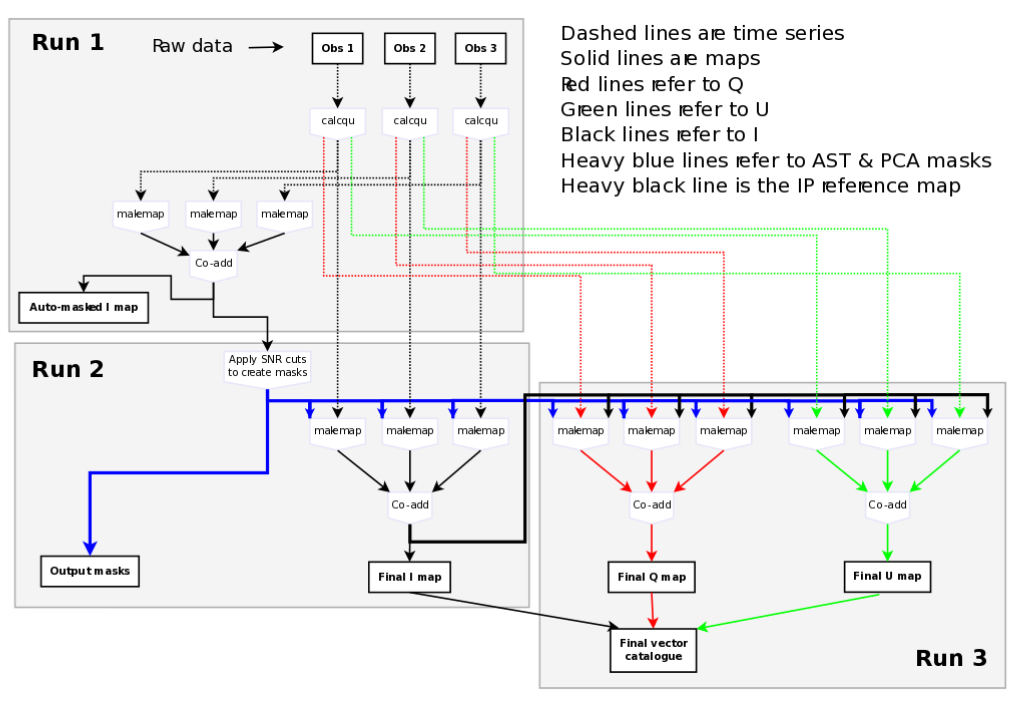 Run 1
Raw data
Obs 1
Obs 2
Obs 3
Dashed lines are time series
Solid lines are maps
Red lines refer to Q
Green lines refer to U
Black lines refer to I
Heavy blue lines refer to AST & PCA masks
Heavy black line is the IP reference map
calcqu
calcqu
calcqu
makemap
makemap
makemap
Co-add
Auto-masked I map
Run 2
Apply SNR cuts
to create masks
makemap
makemap
makemap
makemap
makemap
makemap
makemap
makemap
makemap
Co-add
Co-add
Co-add
Output masks
Final I map
Final Q map
Final U map
Final vector
catalogue
Run 3